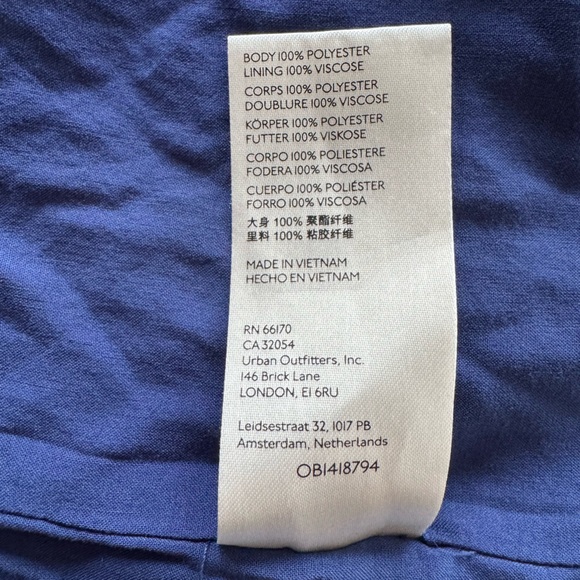 BODY 100% POLYESTER
LINING 100% VISCOSE
CORPS 100% POLYESTER
DOUBLURE 100% VISCOSE
KÖRPER 100% POLYESTER
FUTTER 100% VISKOSE
CORPO 100% POLIESTERE
FODERA 100% VISCOSA
CUERPO 100% POLIÉSTER
FORRO 100% VISCOSA
大身 100% 聚酯纤维
里料 100% 粘胶纤维
MADE IN VIETNAM
HECHO EN VIETNAM
RN 66170
CA 32054
Urban Outfitters, Inc.
146 Brick Lane
LONDON, E1 6RU
Leidsestraat 32, 1017 PB
Amsterdam, Netherlands
OB1418794